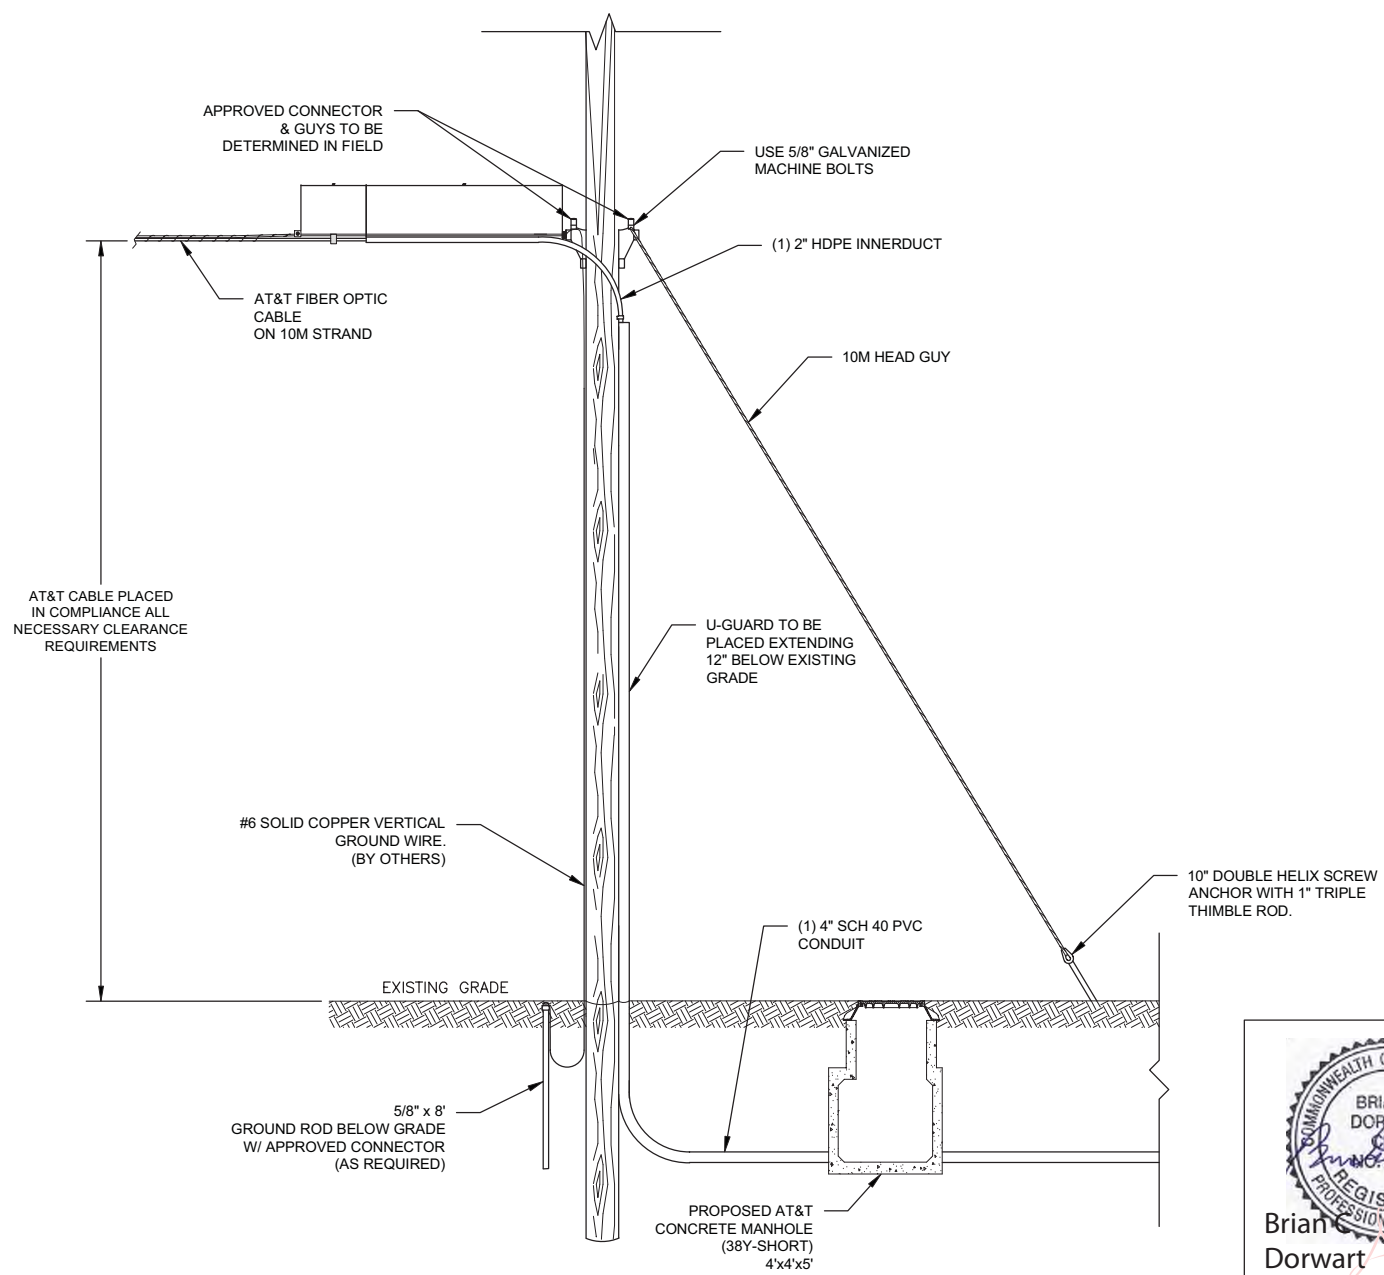 APPROVED CONNECTOR
& GUYS TO BE
DETERMINED IN FIELD
USE 5/8" GALVANIZED
MACHINE BOLTS
(1) 2" HDPE INNERDUCT
AT&T FIBER OPTIC
CABLE
ON 10M STRAND
10M HEAD GUY
AT&T CABLE PLACED
IN COMPLIANCE ALL
NECESSARY CLEARANCE
REQUIREMENTS
U-GUARD TO BE
PLACED EXTENDING
12" BELOW EXISTING
GRADE
#6 SOLID COPPER VERTICAL
GROUND WIRE.
(BY OTHERS)
10" DOUBLE HELIX SCREW
ANCHOR WITH 1" TRIPLE
THIMBLE ROD.
(1) 4" SCH 40 PVC
CONDUIT
EXISTING GRADE
5/8" x 8'
GROUND ROD BELOW GRADE
W/ APPROVED CONNECTOR
(AS REQUIRED)
PROPOSED AT&T
CONCRETE MANHOLE
(38Y-SHORT)
4'x4'x5'
COMMONWEALTH
NO.
Brian C
Dorwart